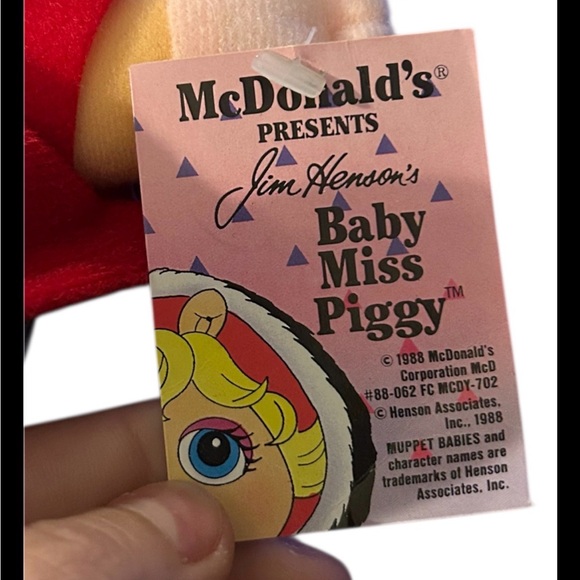 McDonald's®
PRESENTS
Jim Henson's
Baby
Miss
Piggy™
© 1988 McDonald's
Corporation McD
#88-062 FC MCDY-702
© Henson Associates,
Inc., 1988
MUPPET BABIES and
character names are
trademarks of Henson
Associates, Inc.